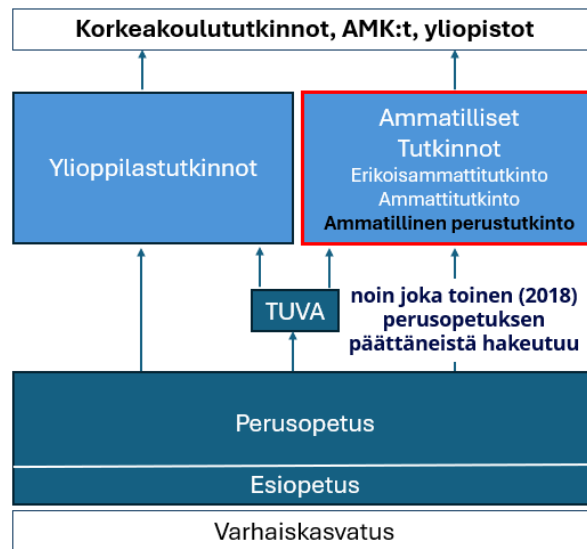 Korkeakoulututkinnot, AMK:t, yliopistot
Ylioppilastutkinnot
Ammatilliset
Tutkinnot
Erikoisammattitutkinto
Ammattitutkinto
Ammatillinen perustutkinto
TUVA
noin joka toinen (2018)
perusopetuksen
päättäneistä hakeutuu
Perusopetus
Esiopetus
Varhaiskasvatus